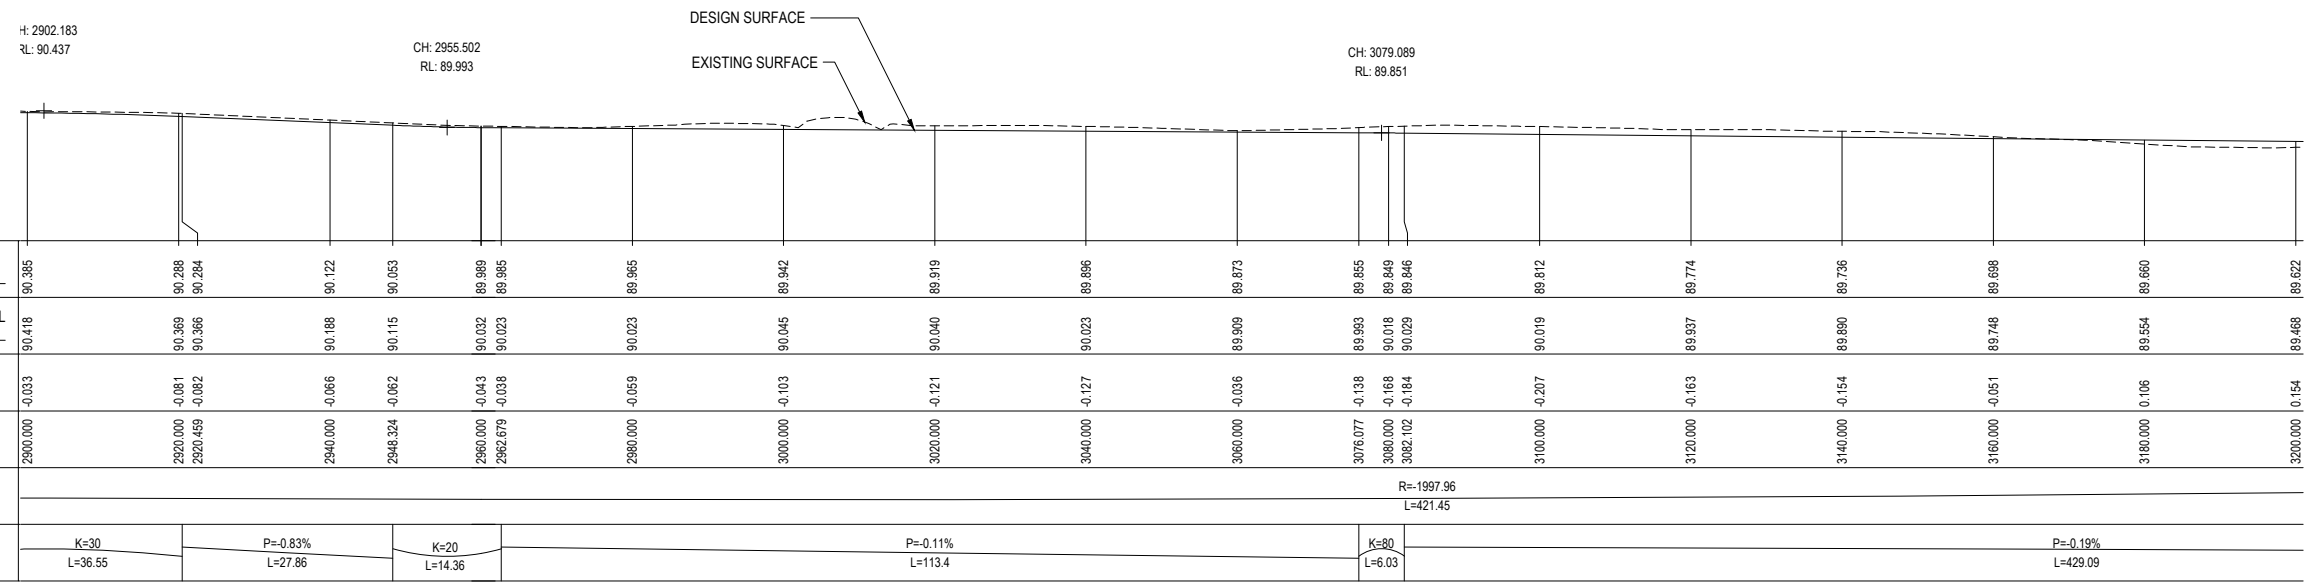 H: 2902.183
RL: 90.437
CH: 2955.502
RL: 89.993
DESIGN SURFACE
EXISTING SURFACE
CH: 3079.089
RL: 89.851
90.385 90.288 90.284 90.122 90.053 89.989 89.985 89.965 89.942 89.919 89.896 89.873 89.855 89.849 89.846 89.812 89.774 89.736 89.698 89.660 89.622
L 90.418 90.369 90.366 90.188 90.115 90.032 90.023 90.023 90.045 90.040 90.023 89.909 89.993 90.018 90.029 90.019 89.937 89.890 89.748 89.554 89.468
-0.033 -0.081 -0.082 -0.066 -0.062 -0.043 -0.038 -0.059 -0.103 -0.121 -0.127 -0.036 -0.138 -0.168 -0.184 -0.207 -0.163 -0.154 -0.051 0.106 0.154
2900.000 2920.000 2920.459 2940.000 2948.324 2960.000 2962.679 2980.000 3000.000 3020.000 3040.000 3060.000 3076.077 3080.000 3082.102 3100.000 3120.000 3140.000 3160.000 3180.000 3200.000
R=-1997.96
L=421.45
K=30
L=36.55
P=-0.83%
L=27.86
K=20
L=14.36
P=-0.11%
L=113.4
K=80
L=6.03
P=-0.19%
L=429.09